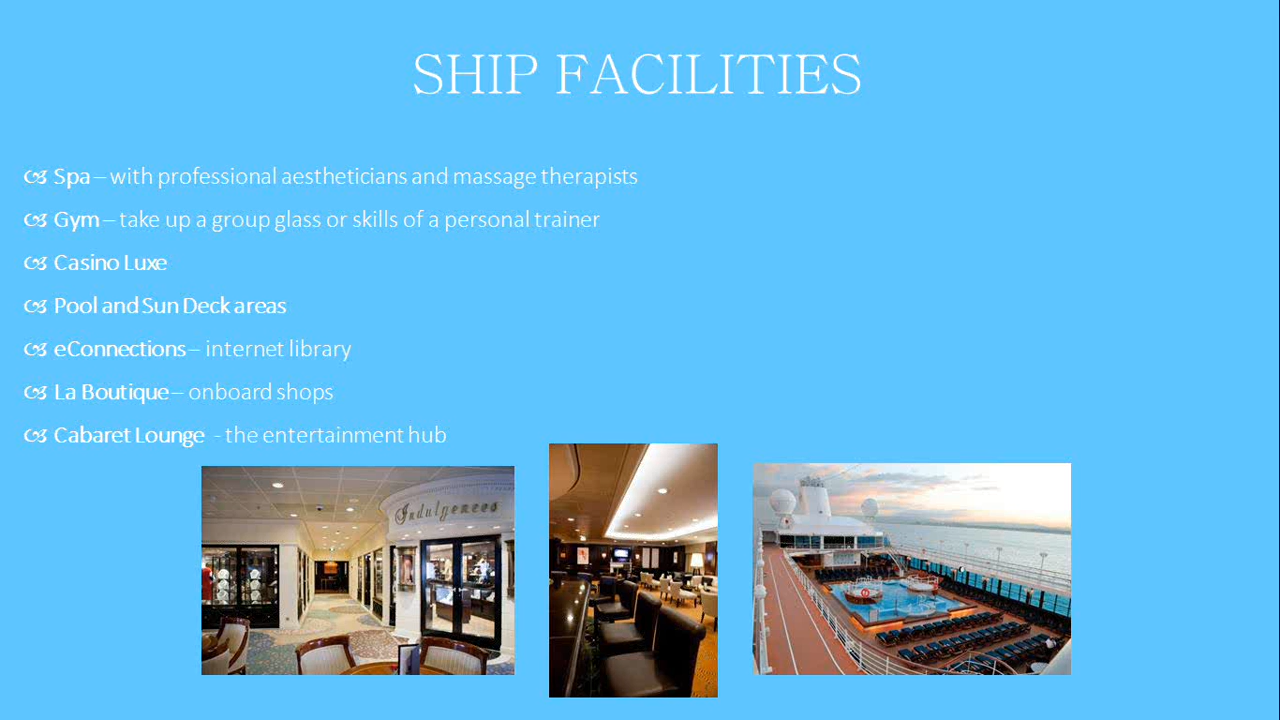 SHIP FACILITIES
Spa – with professional aestheticians and massage therapists
Gym – take up a group glass or skills of a personal trainer
Casino Luxe
Pool and Sun Deck areas
eConnections – internet library
La Boutique – onboard shops
Cabaret Lounge - the entertainment hub
Indulgences